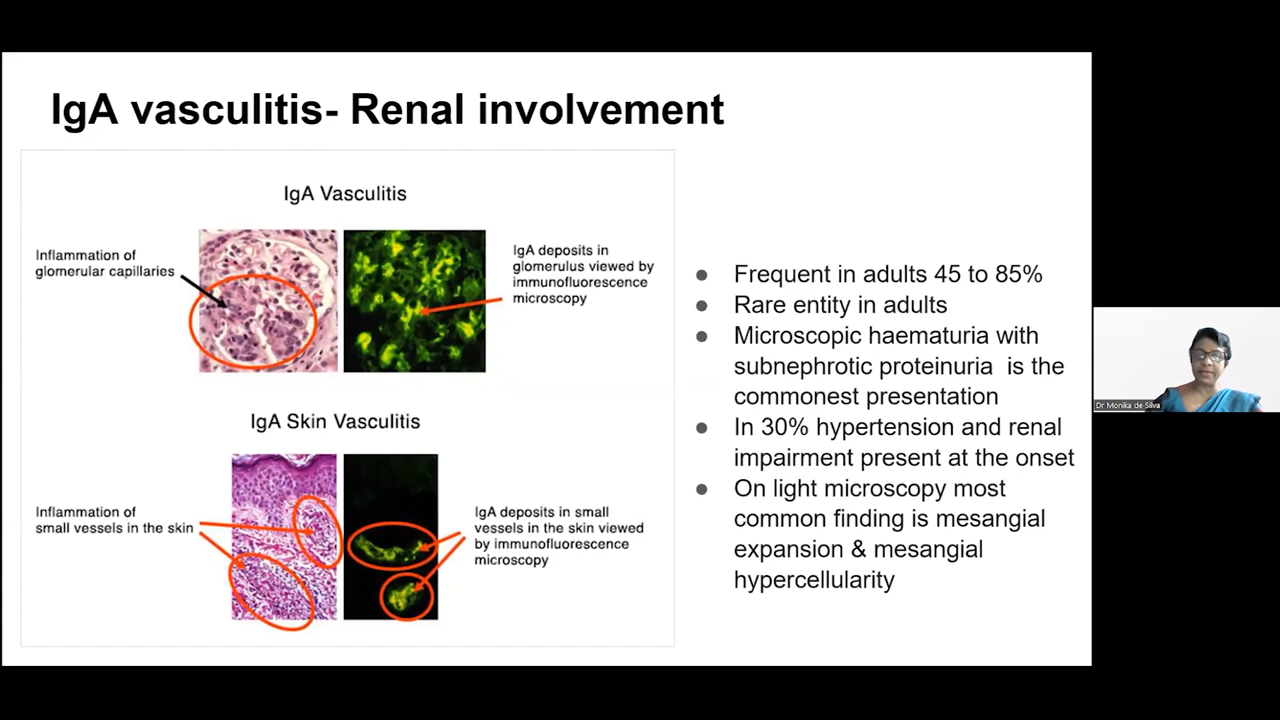 IgA vasculitis- Renal involvement
IgA Vasculitis
Inflammation of
glomerular capillaries
IgA deposits in
glomerulus viewed by
immunofluorescence
microscopy
IgA Skin Vasculitis
Inflammation of
small vessels in the skin
IgA deposits in small
vessels in the skin viewed
by immunofluorescence
microscopy
● Frequent in adults 45 to 85%
● Rare entity in adults
● Microscopic haematuria with
subnephrotic proteinuria is the
commonest presentation
● In 30% hypertension and renal
impairment present at the onset
● On light microscopy most
common finding is mesangial
expansion & mesangial
hypercellularity
Dr Monika de Silva